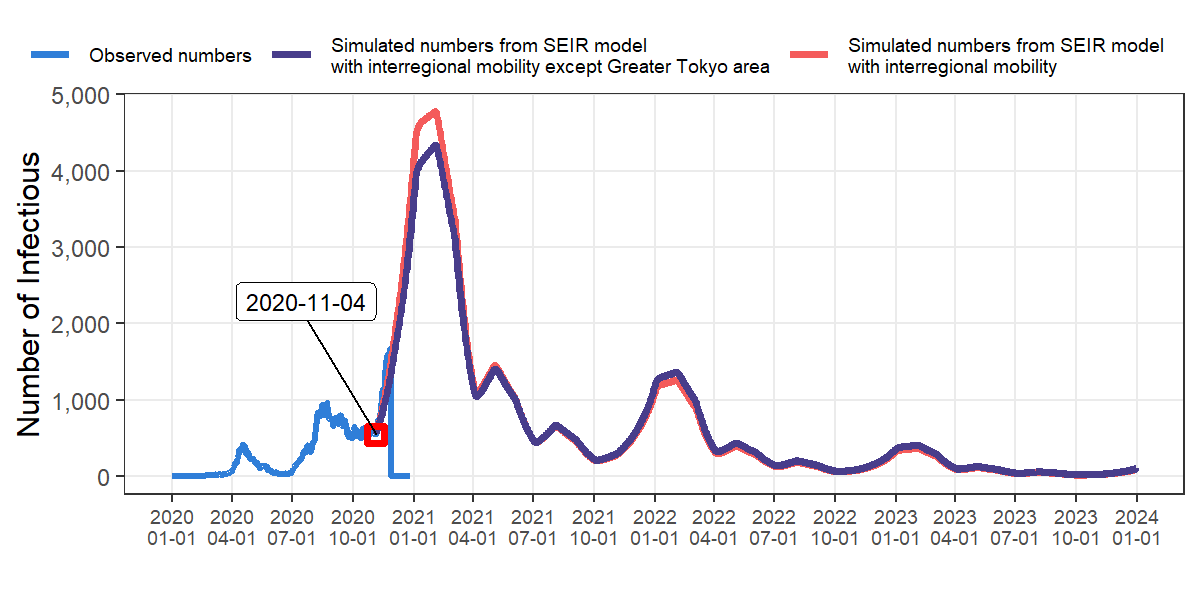 Observed numbers
Simulated numbers from SEIR model
with interregional mobility except Greater Tokyo area
Simulated numbers from SEIR model
with interregional mobility
Number of Infectious
5,000
4,000
3,000
2,000
1,000
0
2020-11-04
2020 2020 2020 2020 2021 2021 2021 2021 2022 2022 2022 2022 2023 2023 2023 2023 2024
01-01 04-01 07-01 10-01 01-01 04-01 07-01 10-01 01-01 04-01 07-01 10-01 01-01 04-01 07-01 10-01 01-01